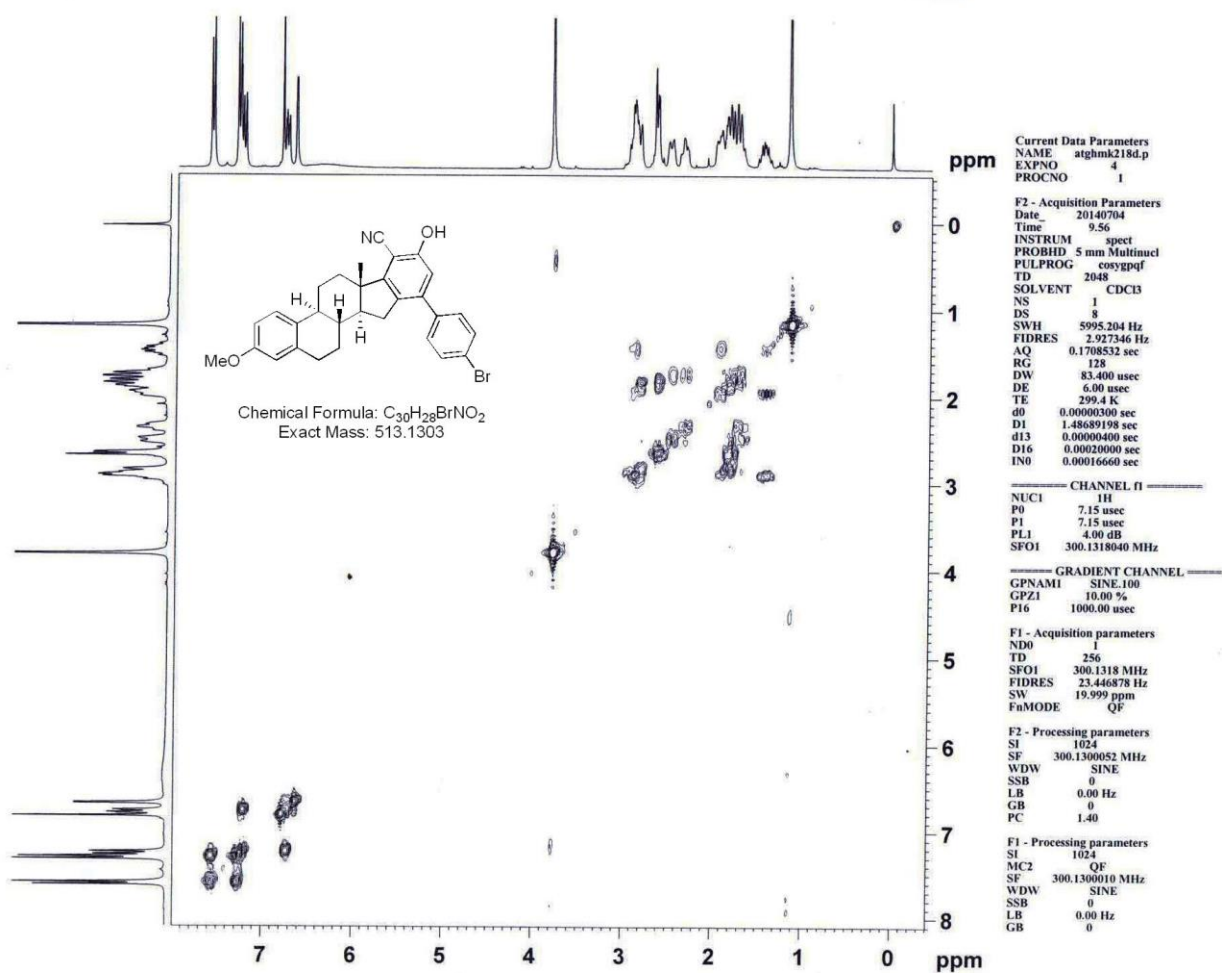 ppm
0
1
2
3
4
5
6
7
8
7
6
5
4
3
2
1
0
ppm
NC
OH
H
H
H
MeO
Br
Chemical Formula: C₃₀H₂₈BrNO₂
Exact Mass: 513.1303
Current Data Parameters
NAME atghmk218d.p
EXPNO 4
PROCNO 1
F2 - Acquisition Parameters
Date_ 20140704
Time 9.56
INSTRUM spect
PROBHD 5 mm Multinucl
PULPROG cosygpqf
TD 2048
SOLVENT CDCl3
NS 1
DS 8
SWH 5995.204 Hz
FIDRES 2.927346 Hz
AQ 0.1708532 sec
RG 128
DW 83.400 usec
DE 6.00 usec
TE 299.4 K
d0 0.00000300 sec
D1 1.48689198 sec
d13 0.00000400 sec
D16 0.00020000 sec
IN0 0.00016660 sec
======== CHANNEL f1 ========
NUC1 1H
P0 7.15 usec
P1 7.15 usec
PL1 4.00 dB
SFO1 300.1318040 MHz
====== GRADIENT CHANNEL =====
GPNAM1 SINE.100
GPZ1 10.00 %
P16 1000.00 usec
F1 - Acquisition parameters
ND0 1
TD 256
SFO1 300.1318 MHz
FIDRES 23.446878 Hz
SW 19.999 ppm
FnMODE QF
F2 - Processing parameters
SI 1024
SF 300.1300052 MHz
WDW SINE
SSB 0
LB 0.00 Hz
GB 0
PC 1.40
F1 - Processing parameters
SI 1024
MC2 QF
SF 300.1300010 MHz
WDW SINE
SSB 0
LB 0.00 Hz
GB 0